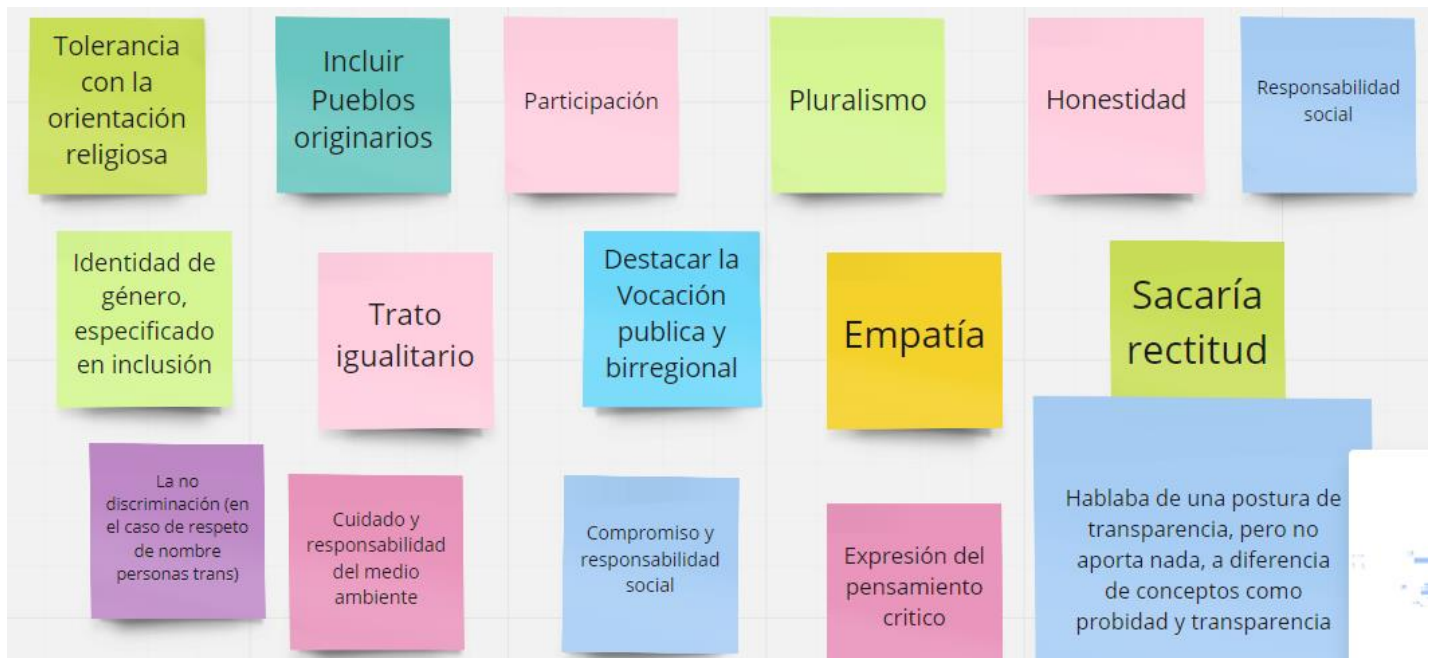 Tolerancia
con la
orientación
religiosa
Incluir
Pueblos
originarios
Participación
Pluralismo
Honestidad
Responsabilidad
social
Identidad de
género,
especificado
en inclusión
Trato
igualitario
Destacar la
Vocación
publica y
birregional
Empatía
Sacaría
rectitud
La no
discriminación (en
el caso de respeto
de nombre
personas trans)
Cuidado y
responsabilidad
del medio
ambiente
Compromiso y
responsabilidad
social
Expresión del
pensamiento
critico
Hablaba de una postura de
transparencia, pero no
aporta nada, a diferencia
de conceptos como
probidad y transparencia